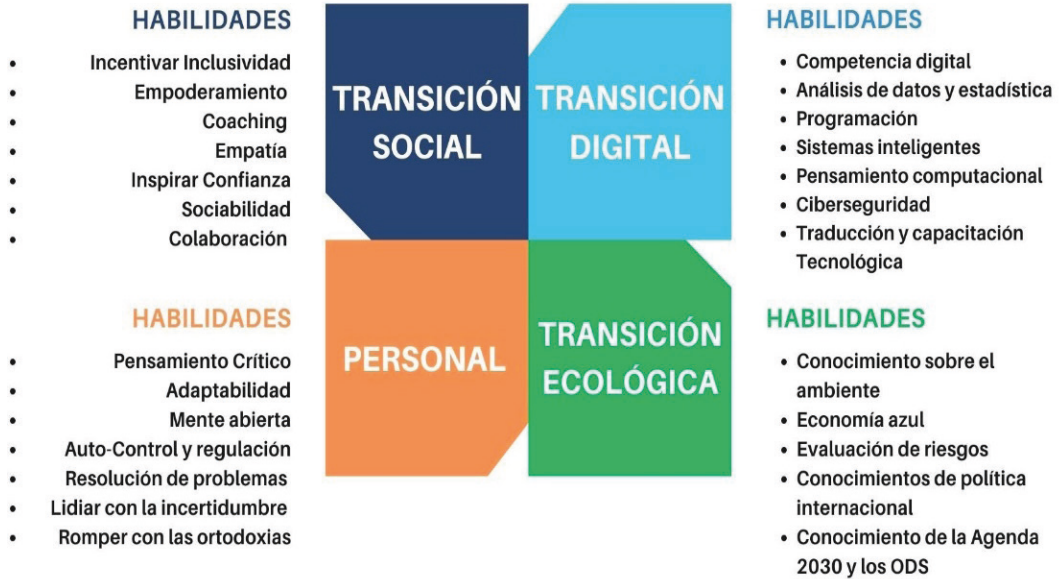 HABILIDADES
• Incentivar Inclusividad
• Empoderamiento
• Coaching
• Empatía
• Inspirar Confianza
• Sociabilidad
• Colaboración
TRANSICIÓN
SOCIAL
TRANSICIÓN
DIGITAL
HABILIDADES
• Competencia digital
• Análisis de datos y estadística
• Programación
• Sistemas inteligentes
• Pensamiento computacional
• Ciberseguridad
• Traducción y capacitación
Tecnológica
HABILIDADES
• Pensamiento Crítico
• Adaptabilidad
• Mente abierta
• Auto-Control y regulación
• Resolución de problemas
• Lidiar con la incertidumbre
• Romper con las ortodoxias
PERSONAL
TRANSICIÓN
ECOLÓGICA
HABILIDADES
• Conocimiento sobre el
ambiente
• Economía azul
• Evaluación de riesgos
• Conocimientos de política
internacional
• Conocimiento de la Agenda
2030 y los ODS